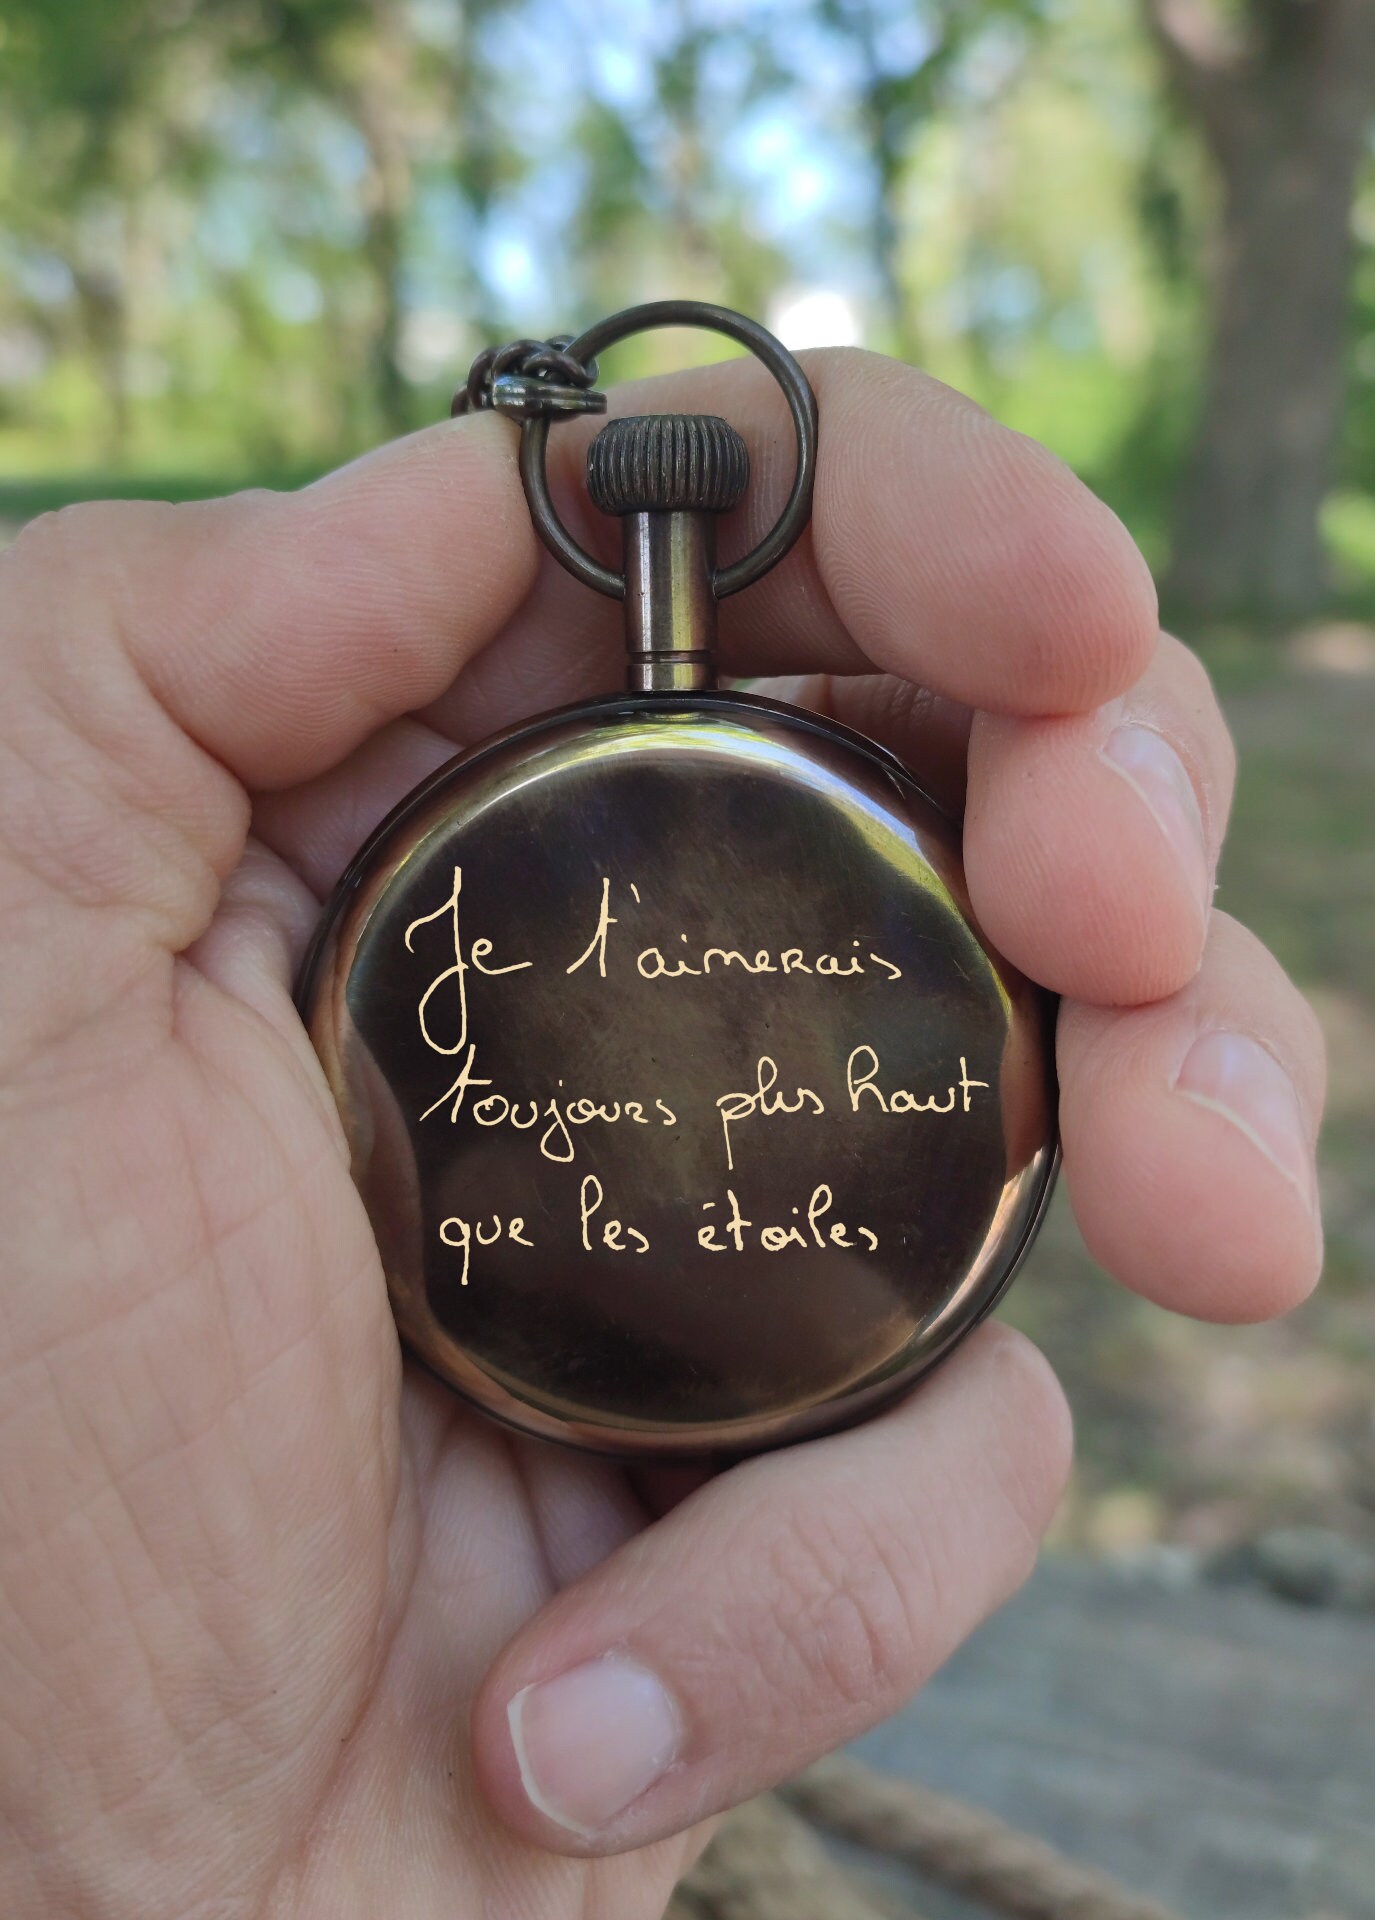 Je t'aimerais
toujours plus haut
que les étoiles